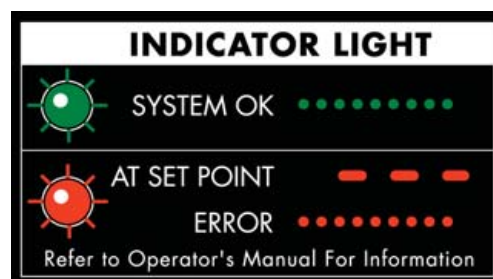 INDICATOR LIGHT
SYSTEM OK
AT SET POINT
ERROR
Refer to Operator's Manual For Information